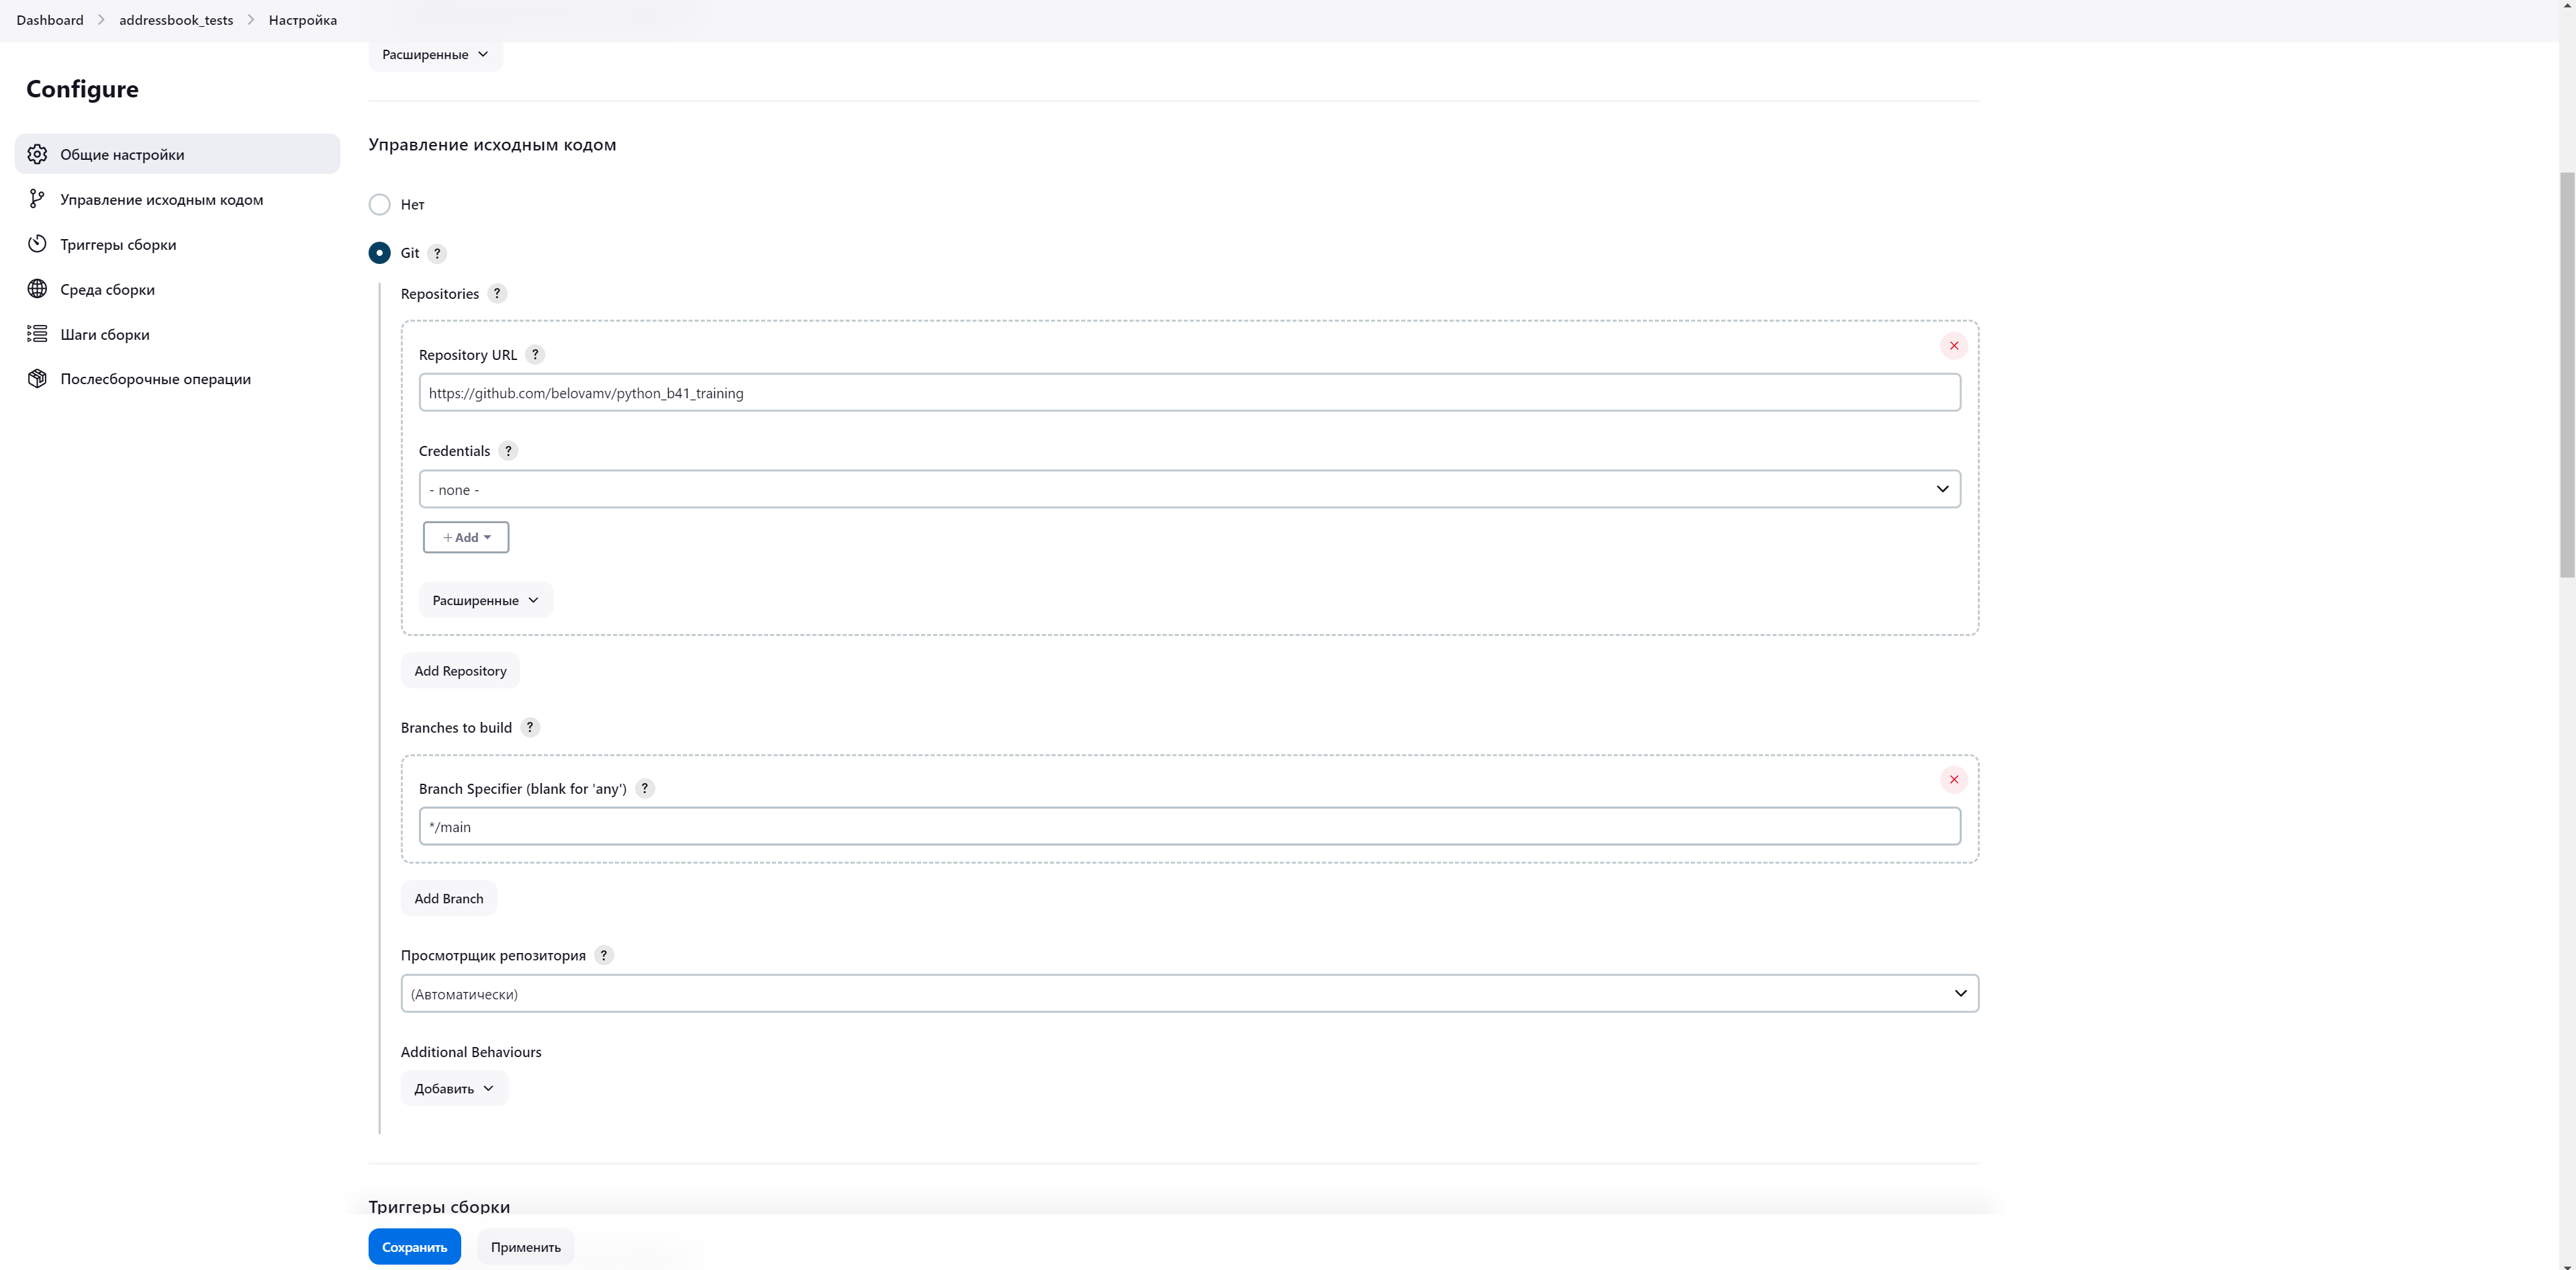 Dashboard
addressbook_tests
Настройка
Configure
Общие настройки
Управление исходным кодом
Триггеры сборки
Среда сборки
Шаги сборки
Послесборочные операции
Расширенные
Управление исходным кодом
Нет
Git ?
Repositories ?
Repository URL ?
https://github.com/belovamv/python_b41_training
Credentials ?
- none -
+ Add
Расширенные
Add Repository
Branches to build ?
Branch Specifier (blank for 'any') ?
*/main
Add Branch
Просмотрщик репозитория ?
(Автоматически)
Additional Behaviours
Добавить
Триггеры сборки
Сохранить
Применить